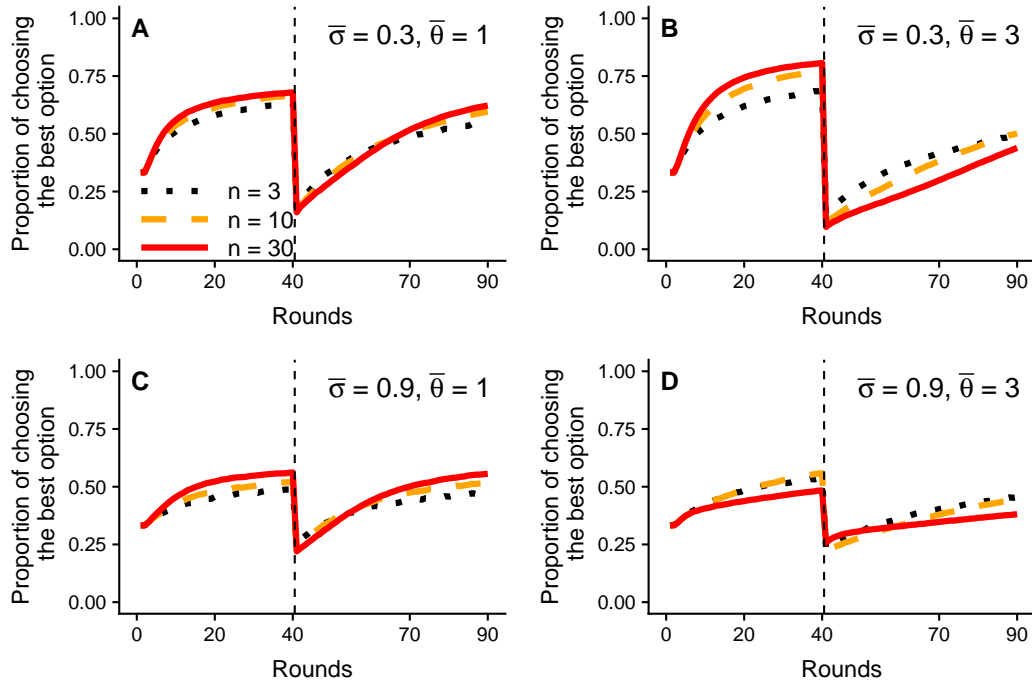 A
σ̅ = 0.3, θ̅ = 1
Proportion of choosing
the best option
1.00
0.75
0.50
0.25
0.00
n = 3
n = 10
n = 30
0 20 40 70 90
Rounds
B
σ̅ = 0.3, θ̅ = 3
Proportion of choosing
the best option
1.00
0.75
0.50
0.25
0.00
0 20 40 70 90
Rounds
C
σ̅ = 0.9, θ̅ = 1
Proportion of choosing
the best option
1.00
0.75
0.50
0.25
0.00
0 20 40 70 90
Rounds
D
σ̅ = 0.9, θ̅ = 3
Proportion of choosing
the best option
1.00
0.75
0.50
0.25
0.00
0 20 40 70 90
Rounds